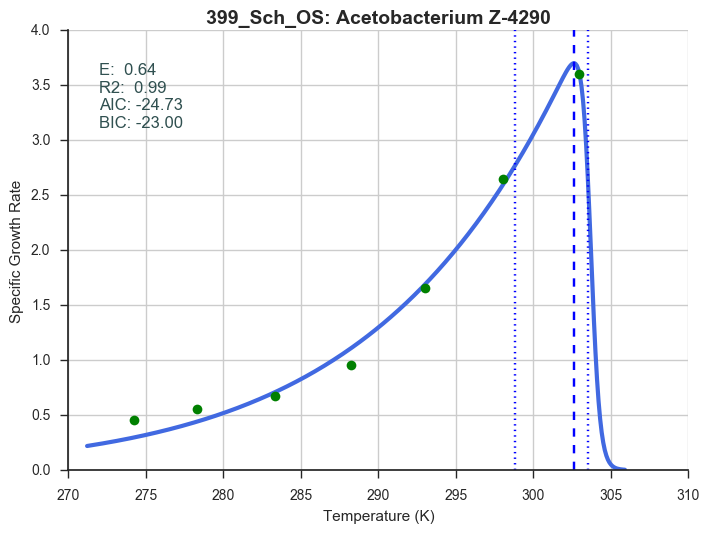 399_Sch_OS: Acetobacterium Z-4290
E:  0.64
R2:  0.99
AIC: -24.73
BIC: -23.00
Specific Growth Rate
4.0
3.5
3.0
2.5
2.0
1.5
1.0
0.5
0.0
270 275 280 285 290 295 300 305 310
Temperature (K)